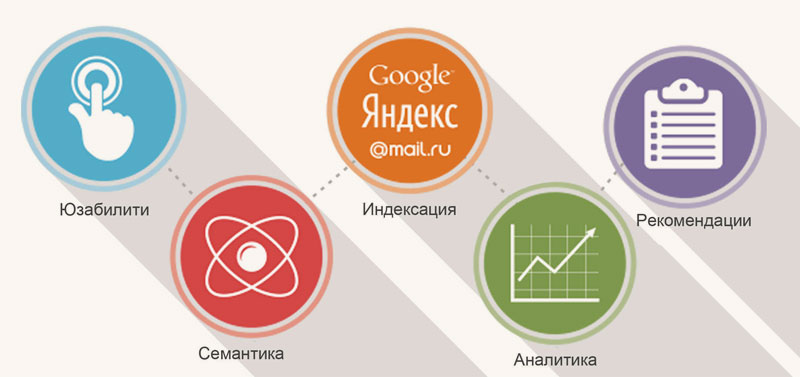 Google
Яндекс
@mail.ru
Юзабилити
Индексация
Рекомендации
Семантика
Аналитика